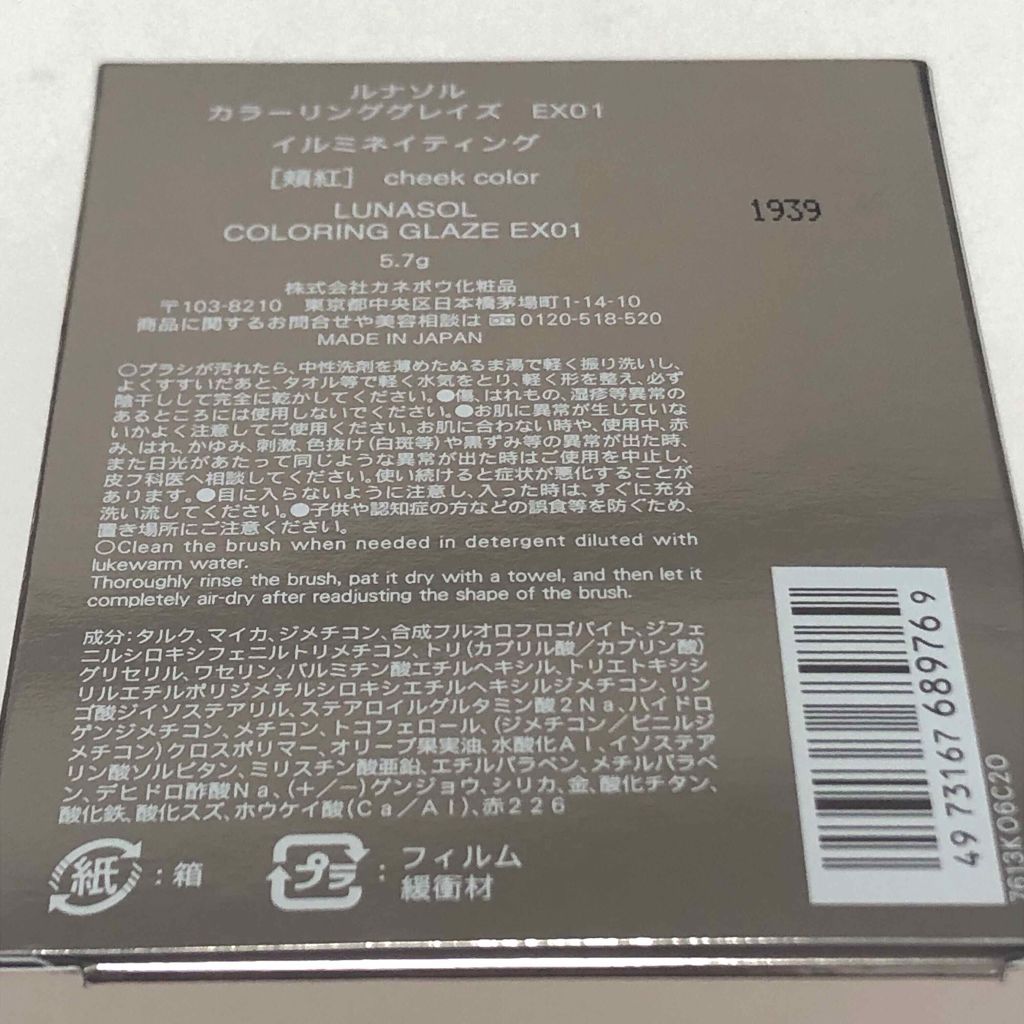 ルナソル
カラーリンググレイズ EX01
イルミネイティング
[頬紅] cheek color
LUNASOL
COLORING GLAZE EX01
5.7g
株式会社カネボウ化粧品
〒103-8210 東京都中央区日本橋茅場町1-14-10
商品に関するお問合せや美容相談は 0120-518-520
MADE IN JAPAN
1939
○ブラシが汚れたら、中性洗剤を薄めたぬるま湯で軽く振り洗いし、
よくすすいだあと、タオル等で軽く水気をとり、軽く形を整え、必ず
陰干しして完全に乾かしてください。●傷、はれもの、湿疹等異常の
あるところには使用しないでください。●お肌に異常が生じていな
いかよく注意してご使用ください。お肌に合わない時や、使用中、赤
み、はれ、かゆみ、刺激、色抜け(白斑等)や黒ずみ等の異常が出た時、
また日光があたって同じような異常が出た時はご使用を中止し、
皮フ科医へ相談してください。使い続けると症状が悪化することが
あります。●目に入らないように注意し、入った時は、すぐに充分
洗い流してください。●子供や認知症の方などの誤食等を防ぐため、
置き場所にご注意ください。
○Clean the brush when needed in detergent diluted with
lukewarm water.
Thoroughly rinse the brush, pat it dry with a towel, and then let it
completely air-dry after readjusting the shape of the brush.
成分:タルク、マイカ、ジメチコン、合成フルオロフロゴパイト、ジフェ
ニルシロキシフェニルトリメチコン、トリ(カプリル酸/カプリン酸)
グリセリル、ワセリン、パルミチン酸エチルヘキシル、トリエトキシシ
リルエチルポリジメチルシロキシエチルヘキシルジメチコン、リン
ゴ酸ジイソステアリル、ステアロイルグルタミン酸2Na、ハイドロ
ゲンジメチコン、メチコン、トコフェロール、(ジメチコン/ビニルジ
メチコン)クロスポリマー、オリーブ果実油、水酸化Al、イソステア
リン酸ソルビタン、ミリスチン酸亜鉛、エチルパラベン、メチルパラベ
ン、デヒドロ酢酸Na、(+/−)グンジョウ、シリカ、金、酸化チタン、
酸化鉄、酸化スズ、ホウケイ酸(Ca/Al)、赤226
紙:箱
プラ:フィルム
緩衝材
4973167689769
7613K06C20